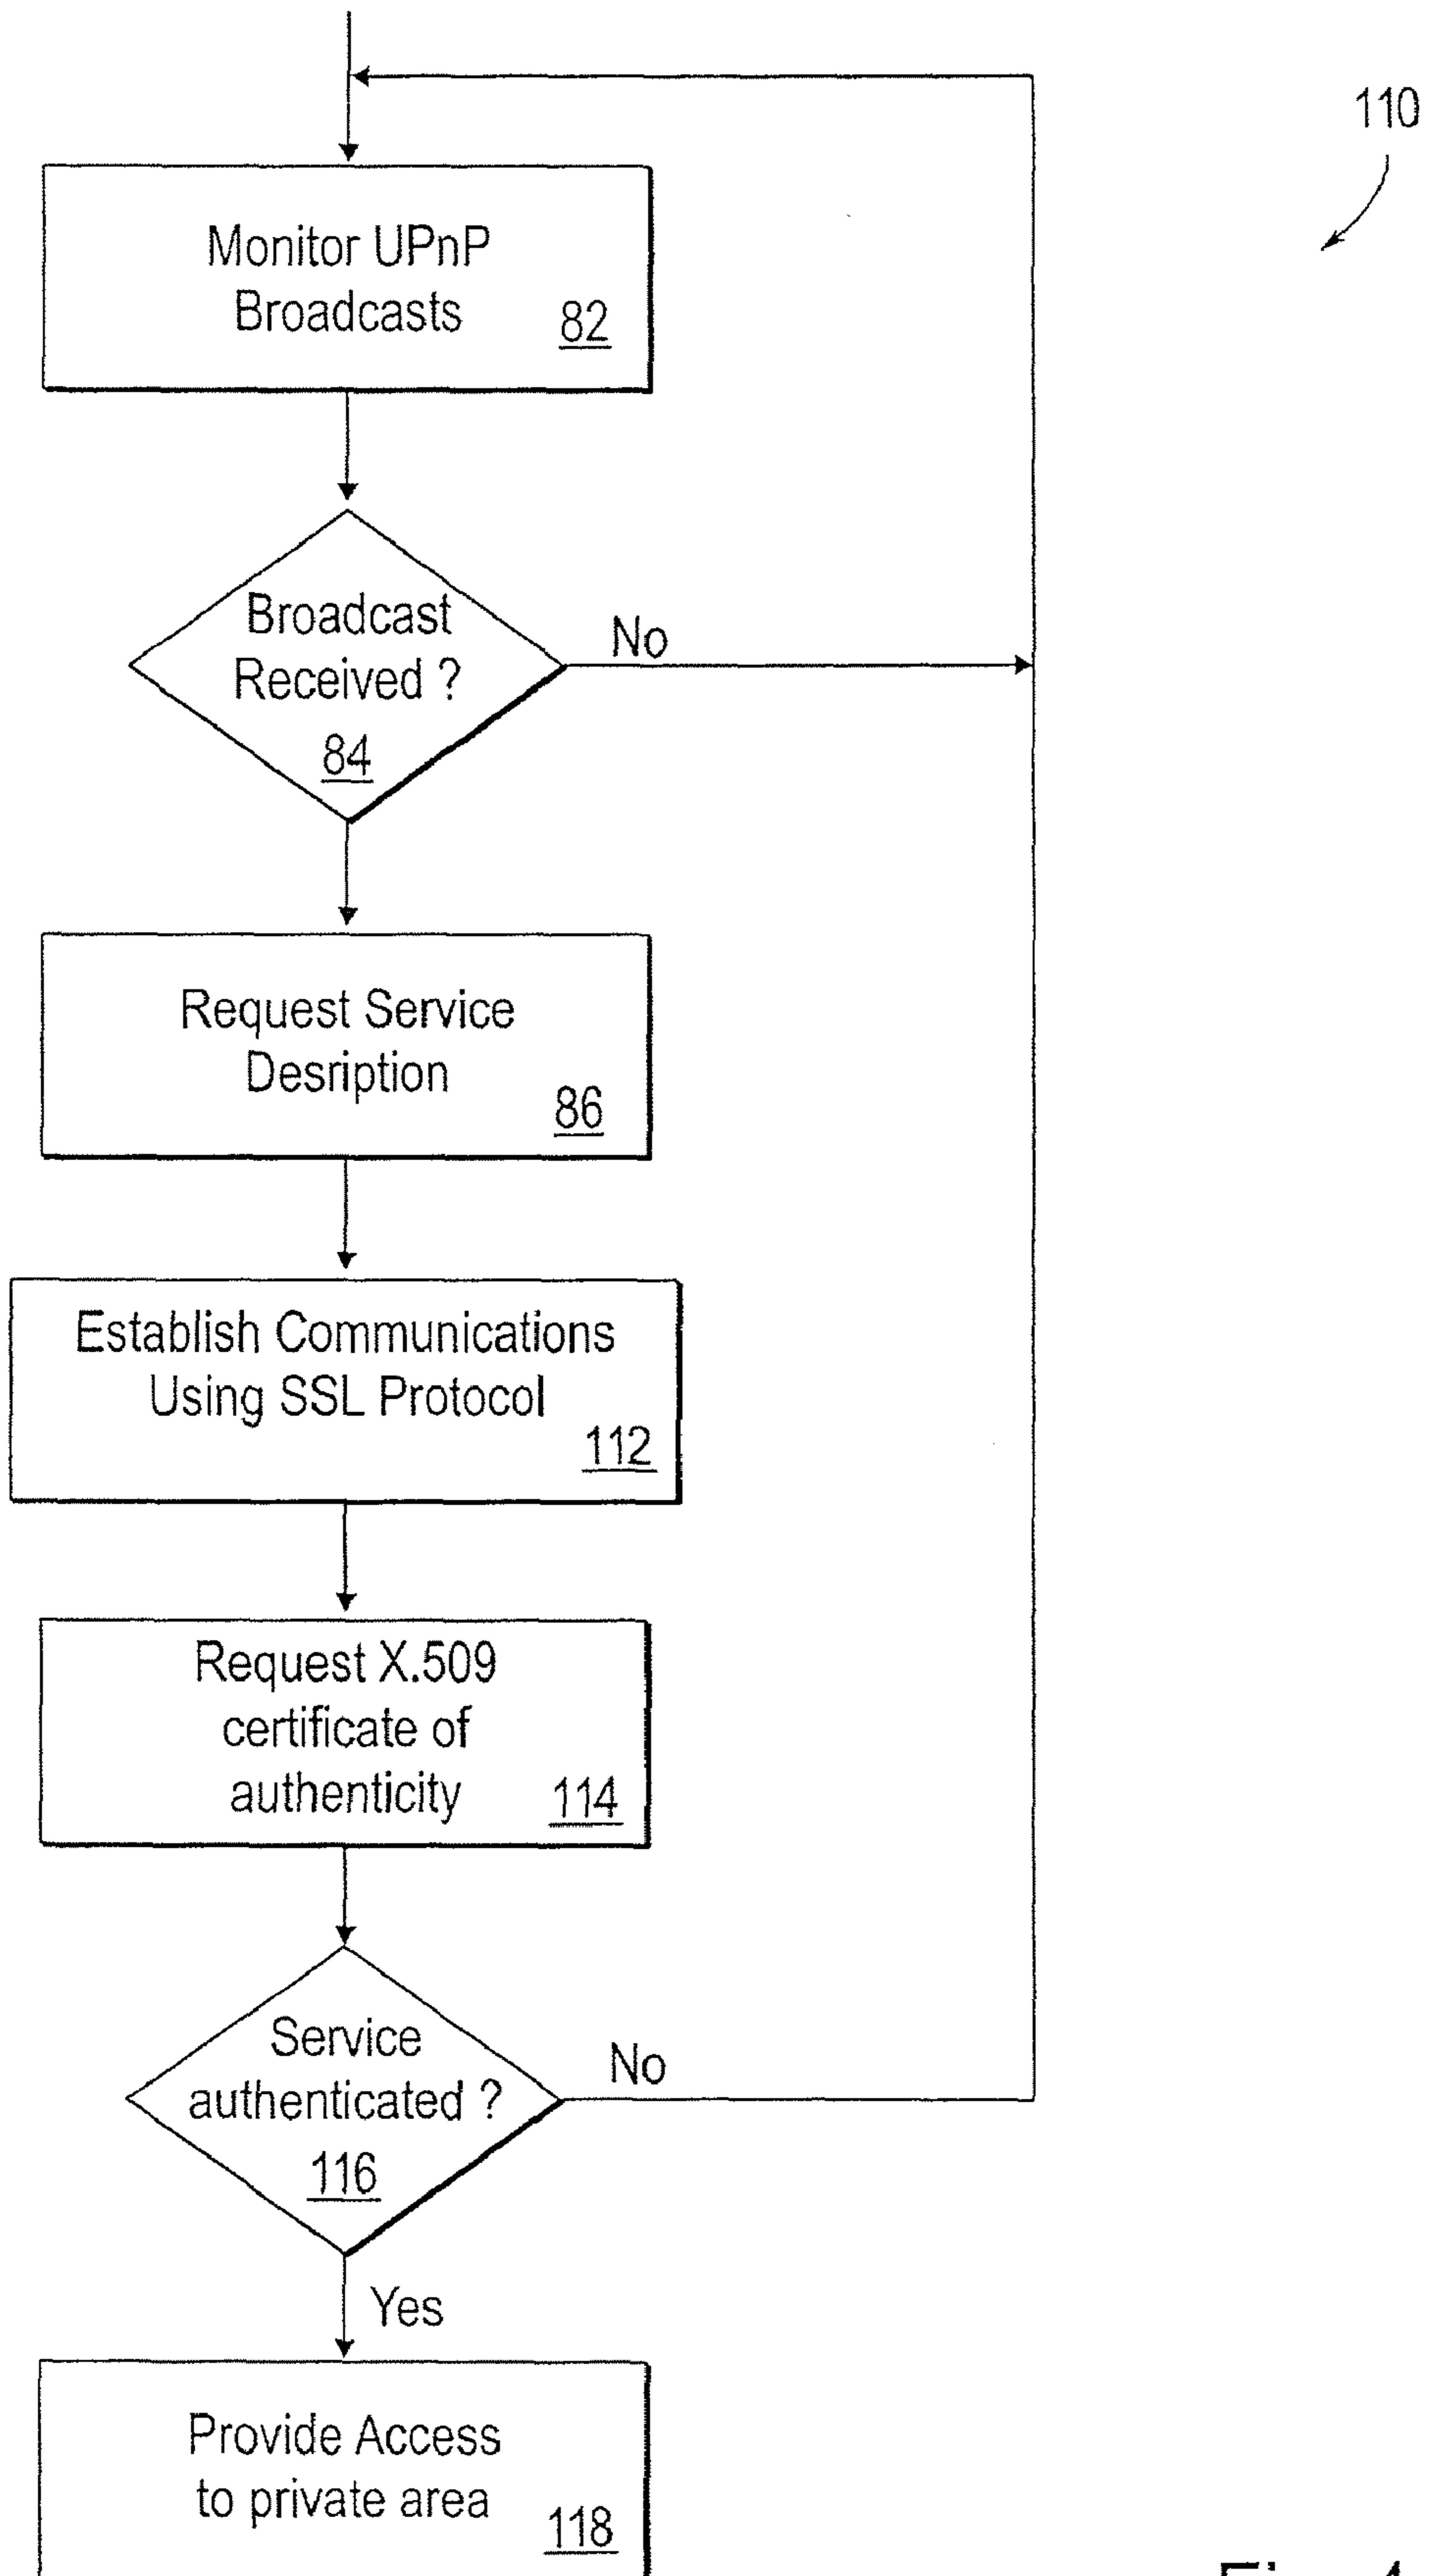 110
Monitor UPnP
Broadcasts
82
Broadcast
Received ?
84
No
Request Service
Desription
86
Establish Communications
Using SSL Protocol
112
Request X.509
certificate of
authenticity
114
Service
authenticated ?
116
No
Yes
Provide Access
to private area
118